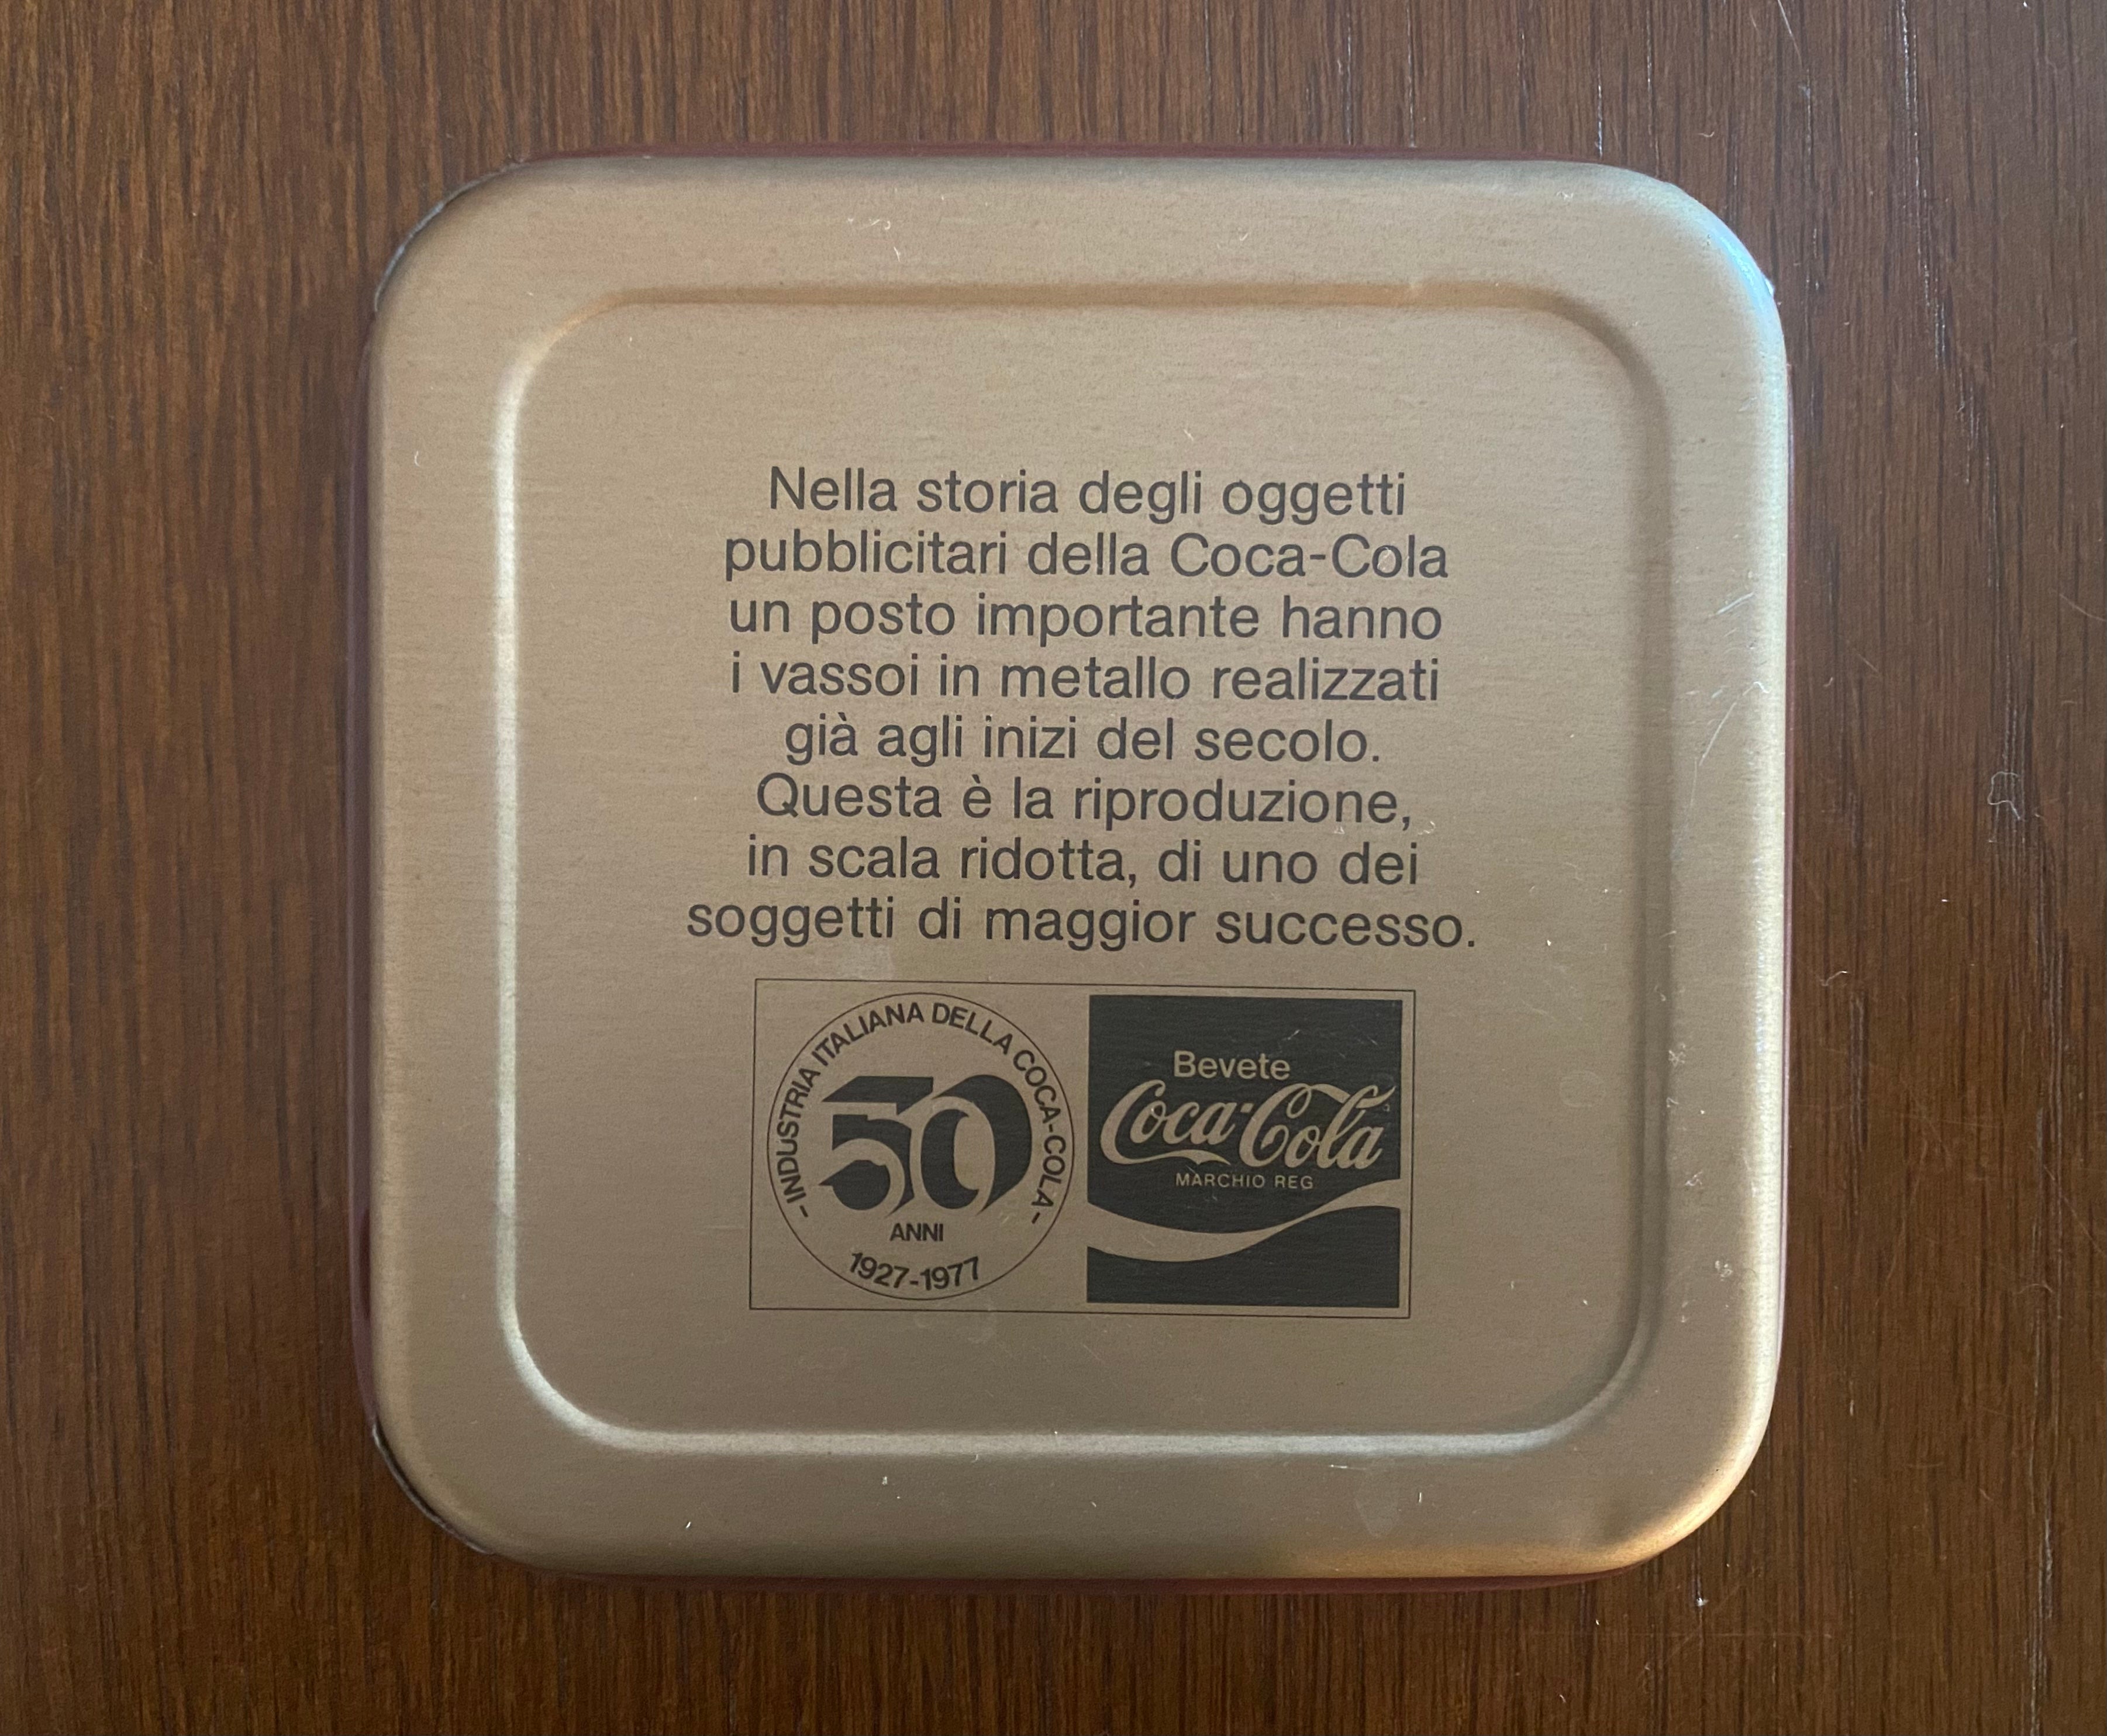 Nella storia degli oggetti
pubblicitari della Coca-Cola
un posto importante hanno
i vassoi in metallo realizzati
già agli inizi del secolo.
Questa è la riproduzione,
in scala ridotta, di uno dei
soggetti di maggior successo.
- INDUSTRIA ITALIANA DELLA COCA-COLA -
50
ANNI
1927-1977
Bevete
Coca-Cola
MARCHIO REG